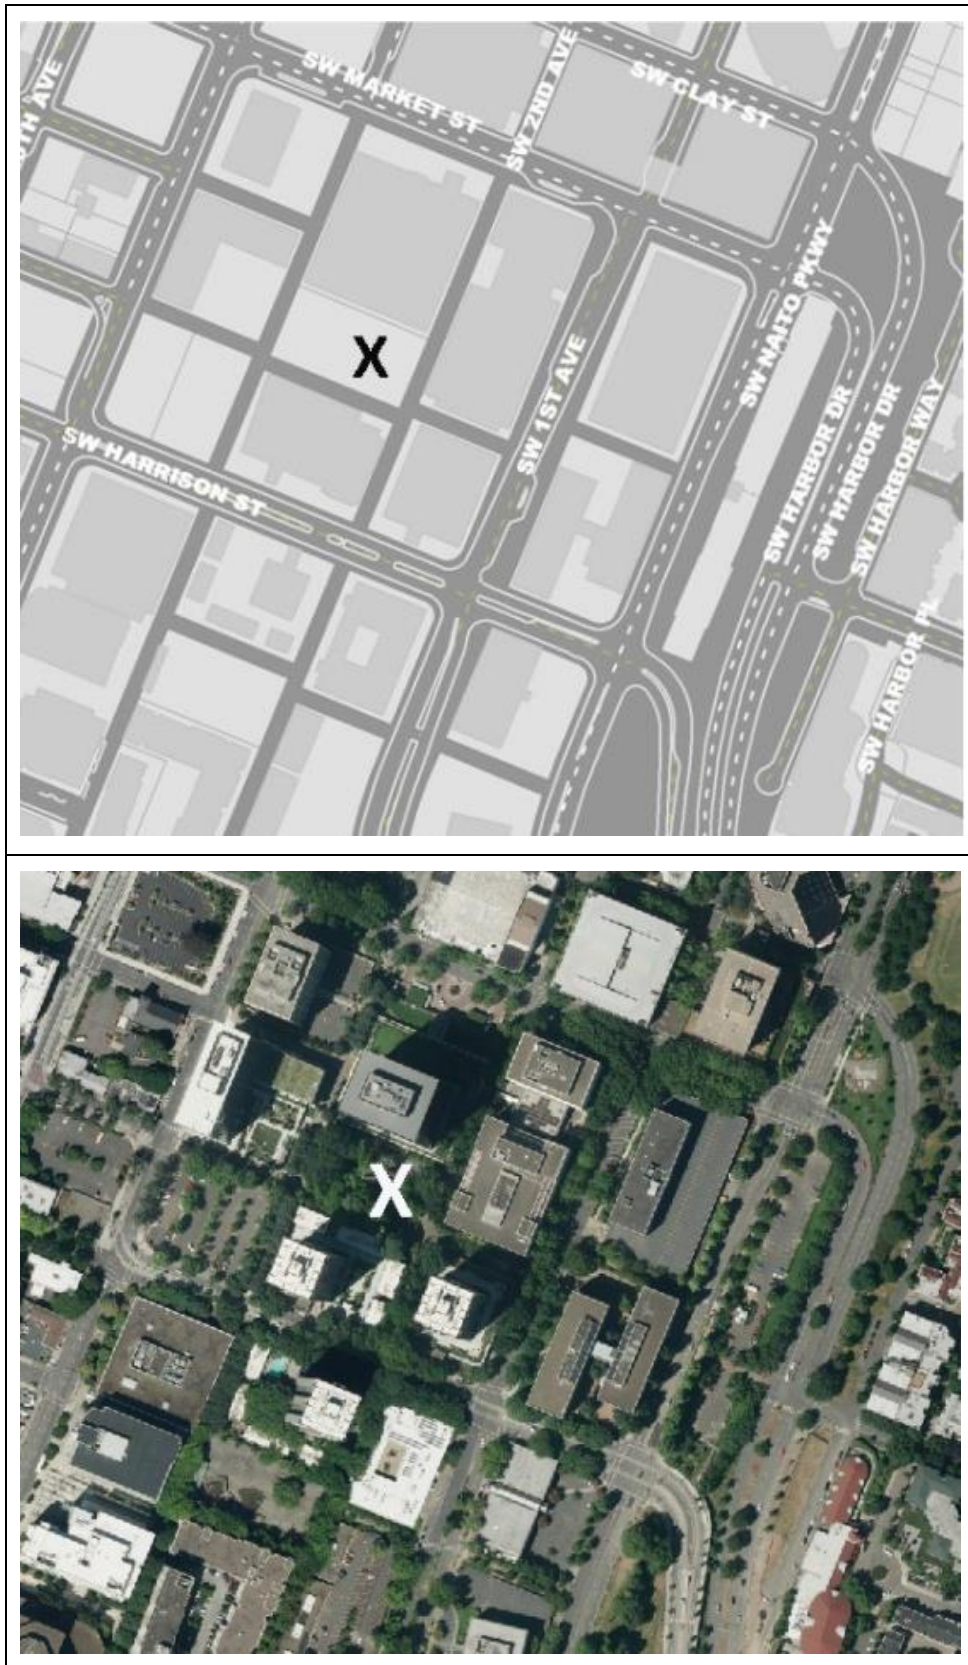 SW MARKET ST
SW 2ND AVE
SW CLAY ST
AVE
X
SW 1ST AVE
SW NAITO PKWY
SW HARBOR DR
SW HARBOR DR
SW HARBOR WAY
SW HARRISON ST
SW HARBOR PL
X